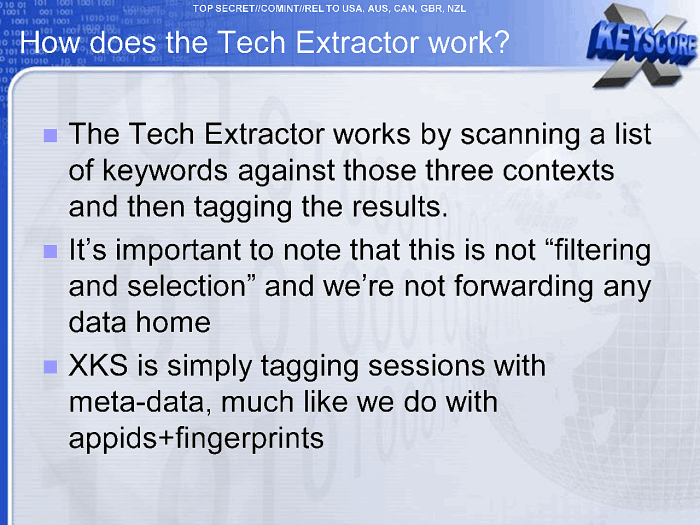 TOP SECRET//COMINT//REL TO USA, AUS, CAN, GBR, NZL
How does the Tech Extractor work?
X KEYSCORE
The Tech Extractor works by scanning a list
of keywords against those three contexts
and then tagging the results.
It’s important to note that this is not “filtering
and selection” and we’re not forwarding any
data home
XKS is simply tagging sessions with
meta-data, much like we do with
appids+fingerprints